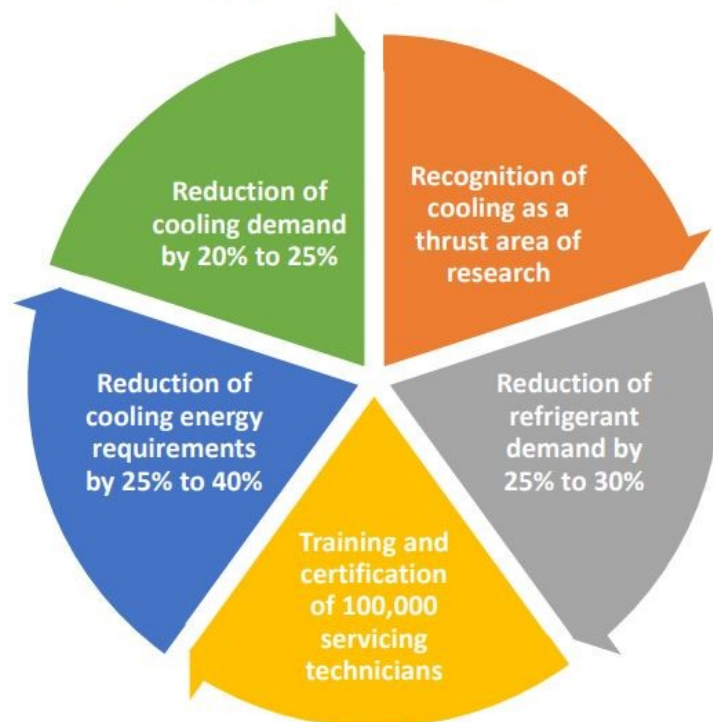 Recognition of
cooling as a
thrust area of
research
Reduction of
refrigerant
demand by
25% to 30%
Training and
certification
of 100,000
servicing
technicians
Reduction of
cooling energy
requirements
by 25% to 40%
Reduction of
cooling demand
by 20% to 25%